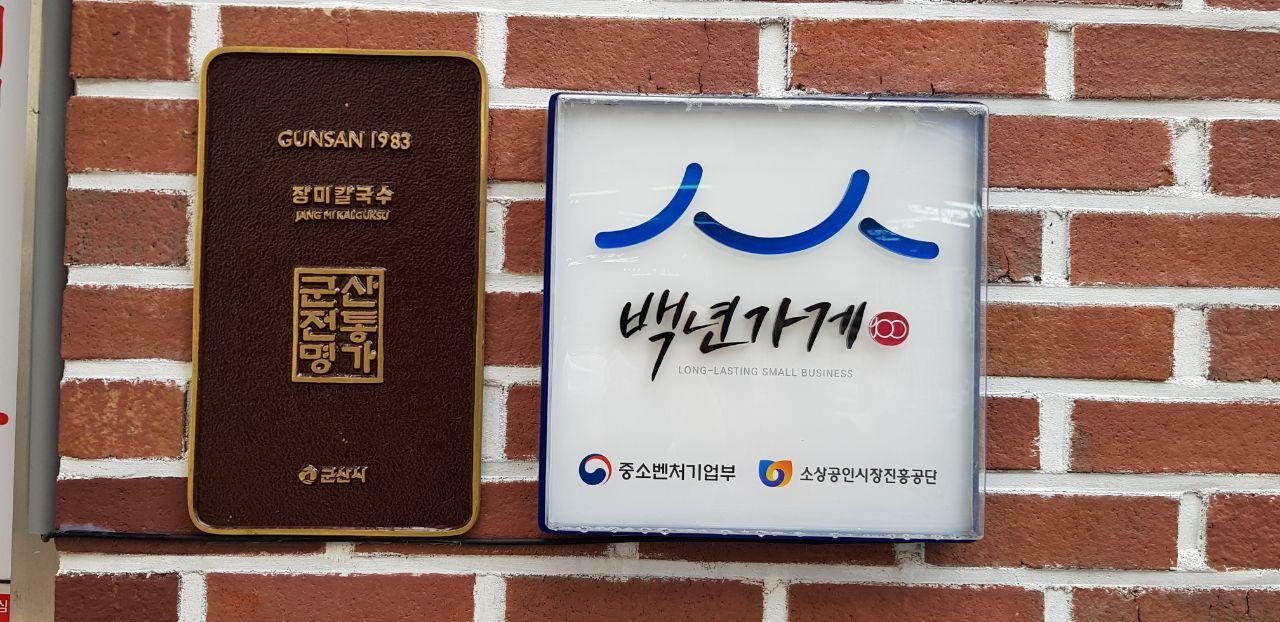 GUNSAN 1983
장미칼국수
JANG MI KALGUKSU
군산
전통
명가
군산시
백년가게 100
LONG-LASTING SMALL BUSINESS
중소벤처기업부
소상공인시장진흥공단
심